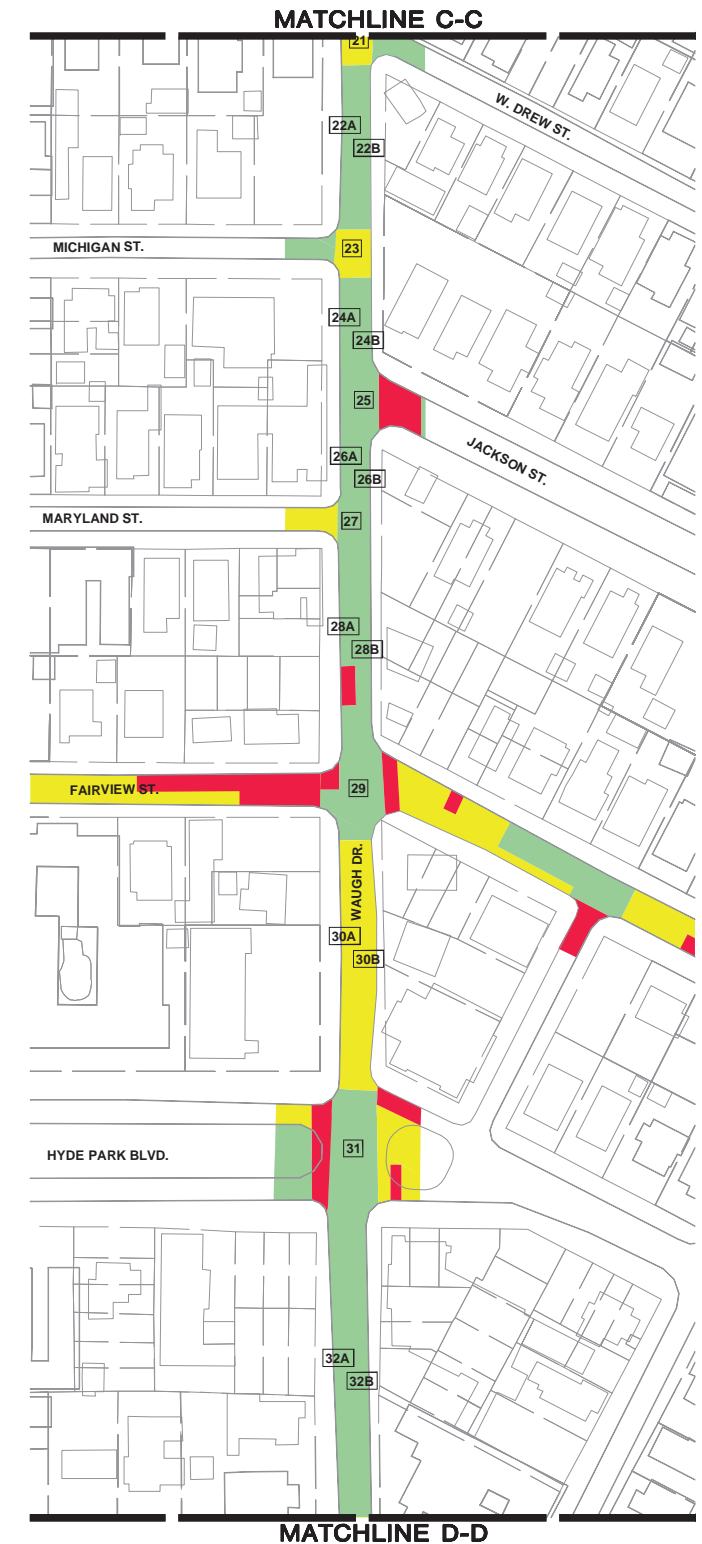 MATCHLINE C-C
21
W. DREW ST.
22A
22B
MICHIGAN ST.
23
24A
24B
25
JACKSON ST.
26A
26B
MARYLAND ST.
27
28A
28B
FAIRVIEW ST.
29
WAUGH DR.
30A
30B
31
HYDE PARK BLVD.
32A
32B
MATCHLINE D-D